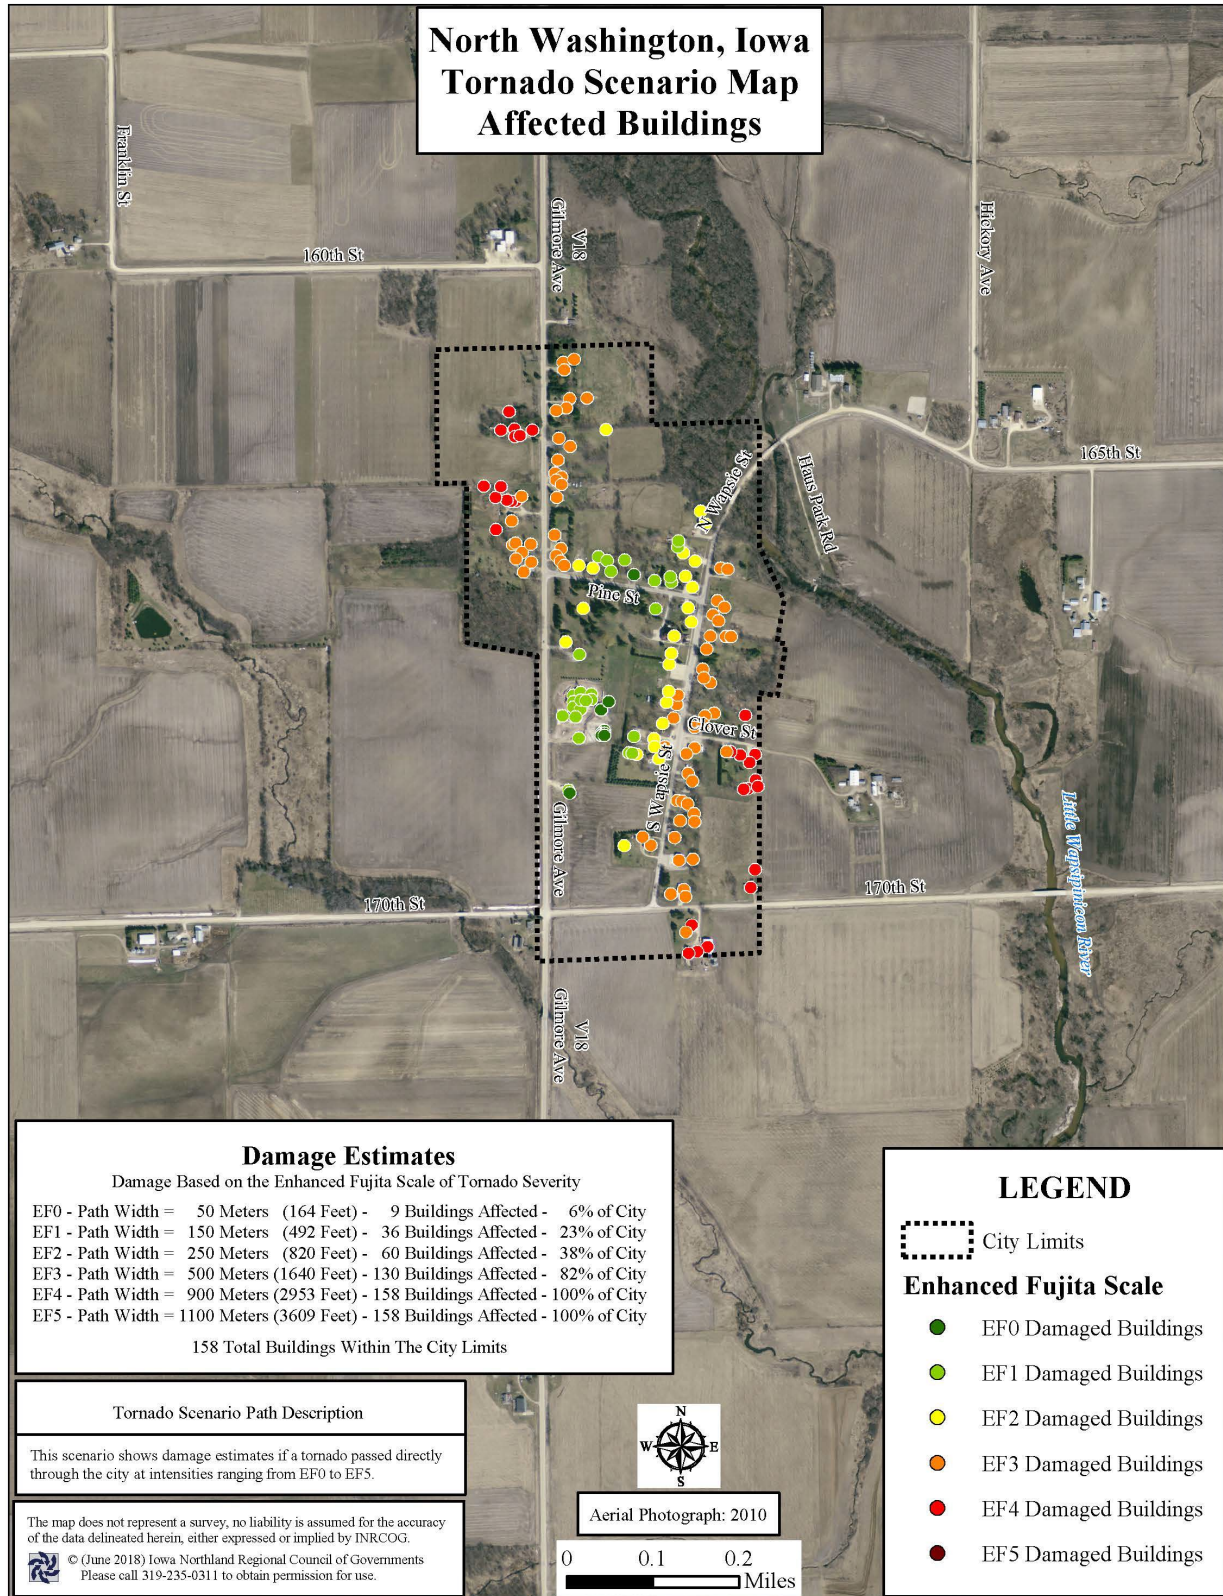 North Washington, Iowa
Tornado Scenario Map
Affected Buildings
Franklin St
Gilmore Ave
V18
Hickory Ave
160th St
165th St
N Wapsie St
Haus Park Rd
Pine St
Clover St
S Wapsie St
Gilmore Ave
170th St
170th St
Little Wapsipinicon River
Gilmore Ave
V18
Damage Estimates
Damage Based on the Enhanced Fujita Scale of Tornado Severity
EF0 - Path Width = 50 Meters (164 Feet) - 9 Buildings Affected - 6% of City
EF1 - Path Width = 150 Meters (492 Feet) - 36 Buildings Affected - 23% of City
EF2 - Path Width = 250 Meters (820 Feet) - 60 Buildings Affected - 38% of City
EF3 - Path Width = 500 Meters (1640 Feet) - 130 Buildings Affected - 82% of City
EF4 - Path Width = 900 Meters (2953 Feet) - 158 Buildings Affected - 100% of City
EF5 - Path Width = 1100 Meters (3609 Feet) - 158 Buildings Affected - 100% of City
158 Total Buildings Within The City Limits
Tornado Scenario Path Description
This scenario shows damage estimates if a tornado passed directly
through the city at intensities ranging from EF0 to EF5.
The map does not represent a survey, no liability is assumed for the accuracy
of the data delineated herein, either expressed or implied by INRCOG.
© (June 2018) Iowa Northland Regional Council of Governments
Please call 319-235-0311 to obtain permission for use.
N
W
E
S
Aerial Photograph: 2010
0 0.1 0.2
Miles
LEGEND
City Limits
Enhanced Fujita Scale
EF0 Damaged Buildings
EF1 Damaged Buildings
EF2 Damaged Buildings
EF3 Damaged Buildings
EF4 Damaged Buildings
EF5 Damaged Buildings